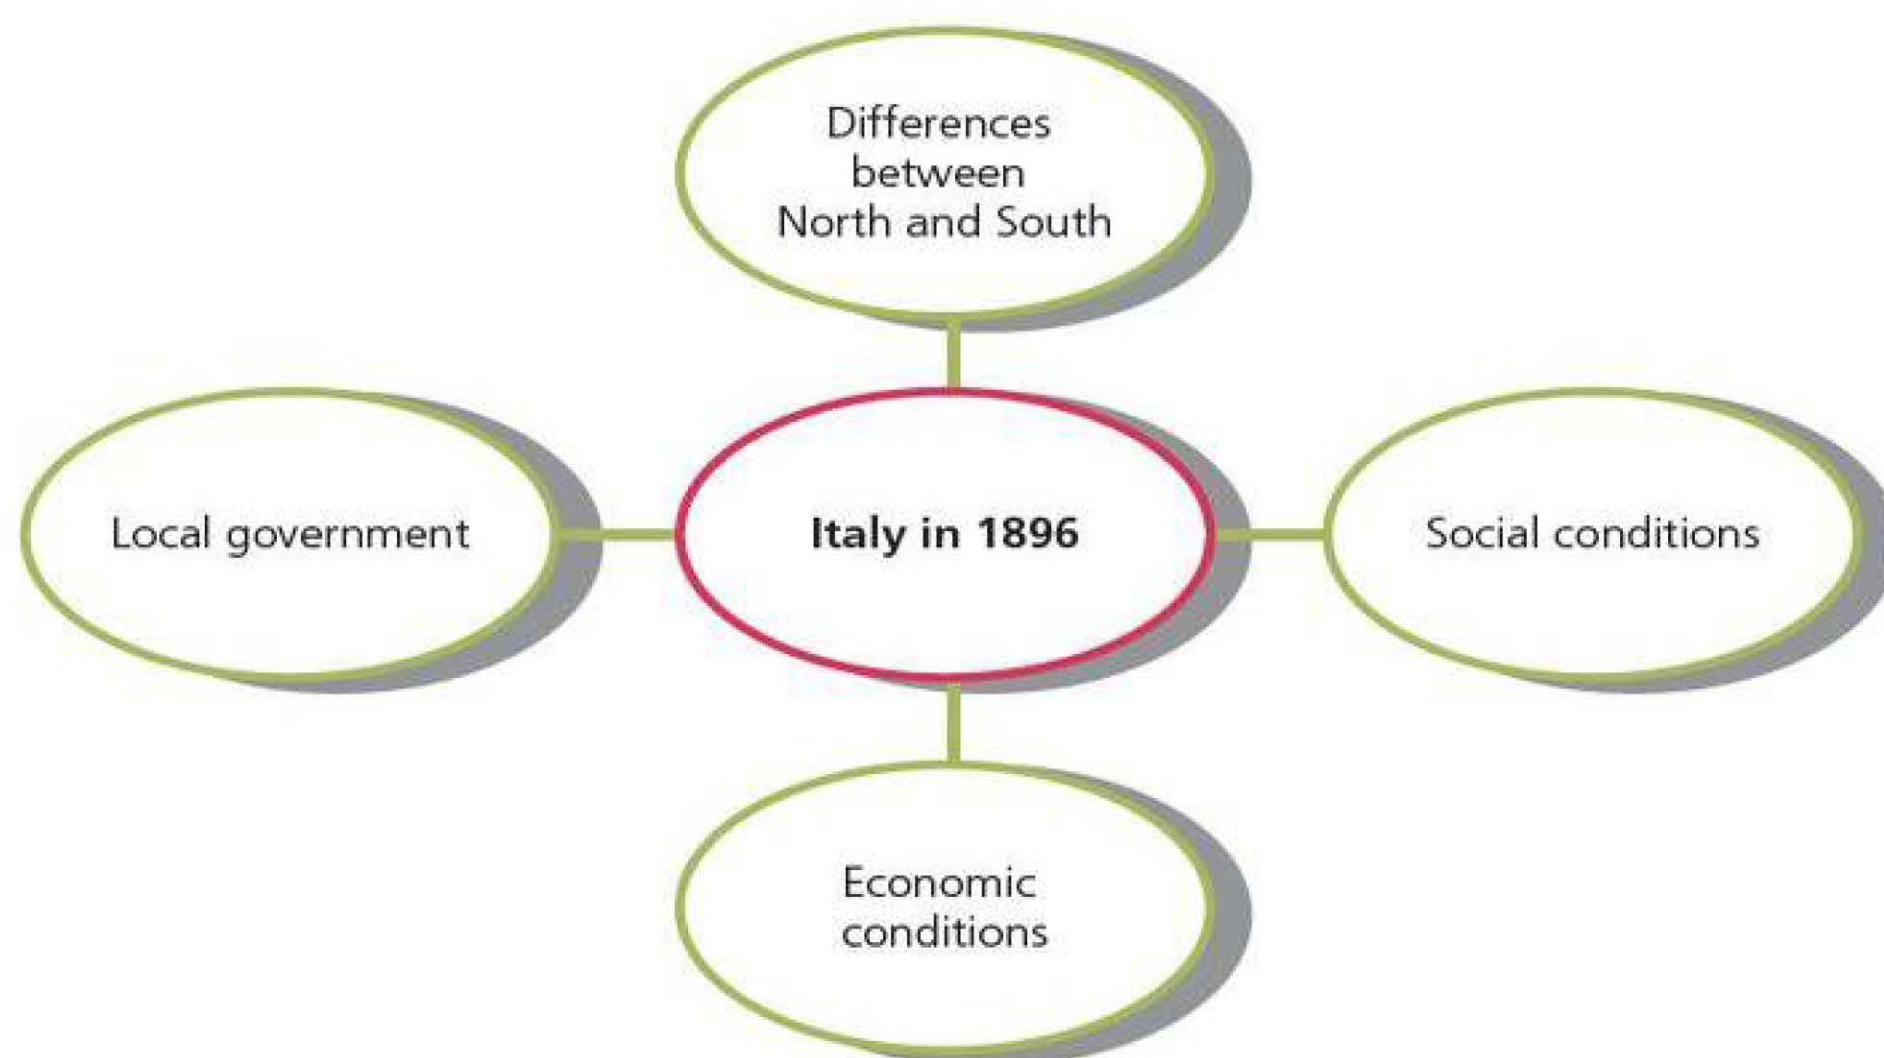 Differences
between
North and South
Local government
Italy in 1896
Social conditions
Economic
conditions